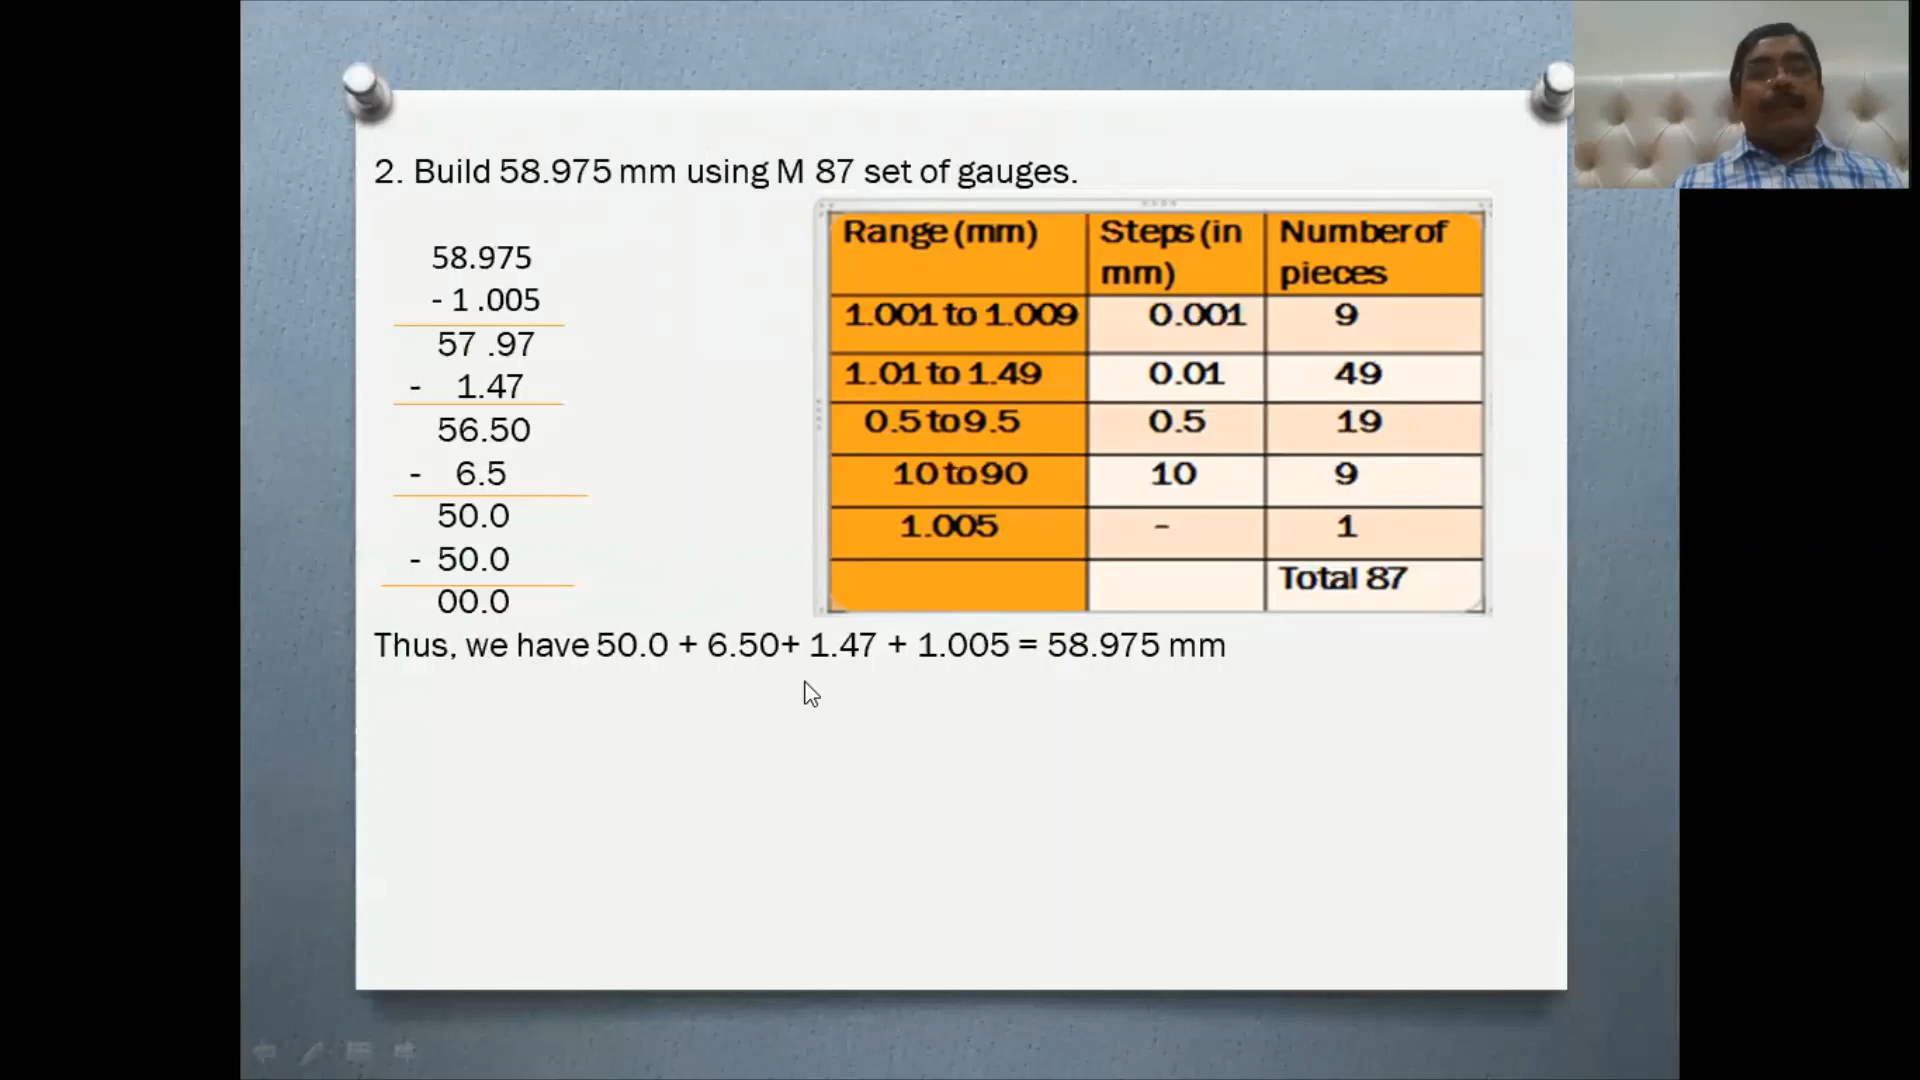 2. Build 58.975 mm using M 87 set of gauges.
58.975
- 1 .005
57 .97
- 1.47
56.50
- 6.5
50.0
- 50.0
00.0
Range (mm) Steps (in mm) Number of pieces
1.001 to 1.009 0.001 9
1.01 to 1.49 0.01 49
0.5 to 9.5 0.5 19
10 to 90 10 9
1.005 - 1
Total 87
Thus, we have 50.0 + 6.50+ 1.47 + 1.005 = 58.975 mm